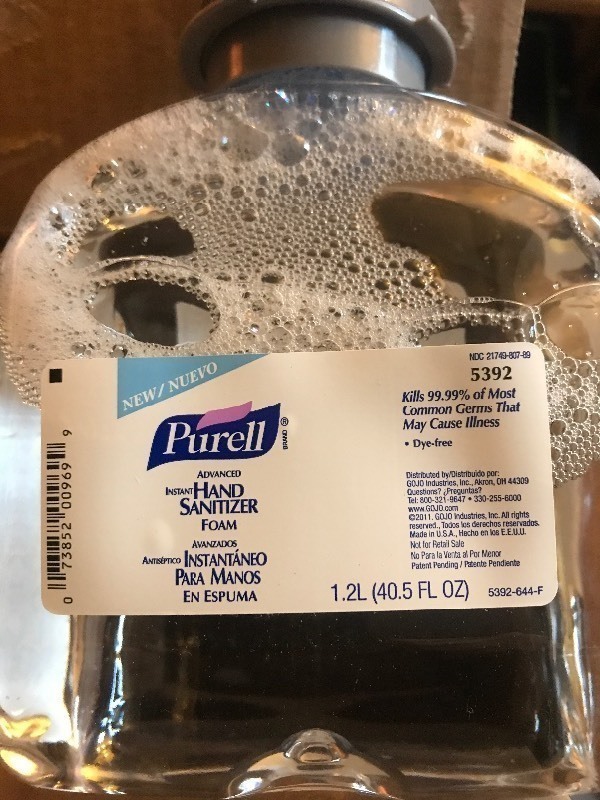 NEW / NUEVO
Purell®
BRAND
ADVANCED
INSTANT HAND
SANITIZER
FOAM
AVANZADOS
ANTISÉPTICO INSTANTÁNEO
PARA MANOS
EN ESPUMA
0 73852 00969 9
NDC 21749-807-89
5392
Kills 99.99% of Most
Common Germs That
May Cause Illness
• Dye-free
Distributed by/Distribuido por:
GOJO Industries, Inc., Akron, OH 44309
Questions? ¿Preguntas?
Tel: 800-321-9647 • 330-255-6000
www.GOJO.com
©2011. GOJO Industries, Inc. All rights
reserved., Todos los derechos reservados.
Made in U.S.A., Hecho en los E.E.U.U.
Not for Retail Sale
No Para la Venta al Por Menor
Patent Pending / Patente Pendiente
1.2L (40.5 FL OZ)
5392-644-F